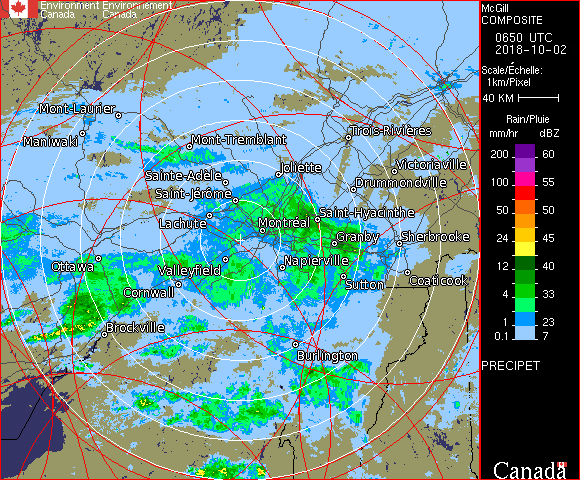 Environment Environnement
Canada Canada
McGill
COMPOSITE
0650 UTC
2018-10-02
Scale/Échelle:
1km/Pixel
40 KM
Rain/Pluie
mm/hr dBZ
200 60
55
100 55
50 50
24 45
12 40
4 33
1 23
0.1 7
PRECIPET
Canada
Mont-Laurier
Maniwaki
Mont-Tremblant
Trois-Rivières
Victoriaville
Joliette
Sainte-Adèle
Drummondville
Saint-Jérôme
Saint-Hyacinthe
Lachute
Montréal
Granby
Sherbrooke
Ottawa
Valleyfield
Napierville
Cornwall
Sutton
Coaticook
Brockville
Burlington